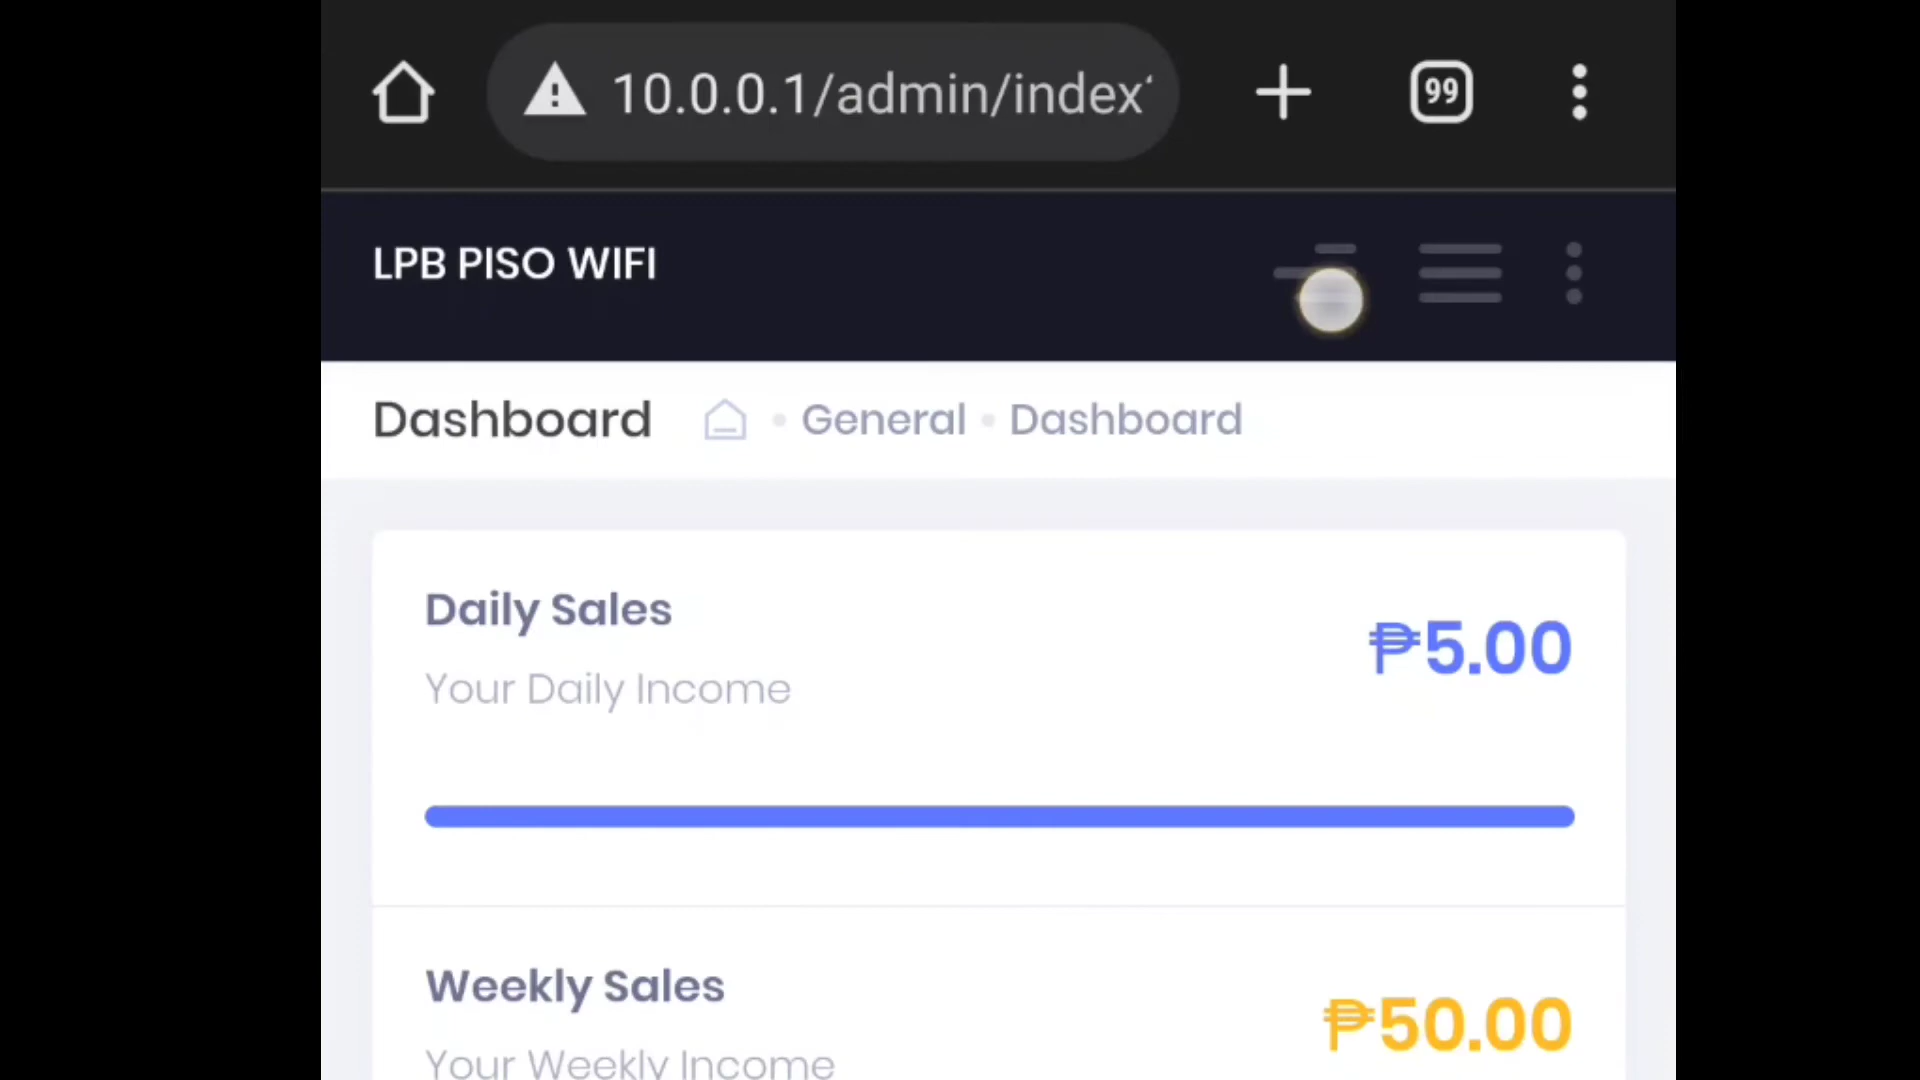 10.0.0.1/admin/index
99
LPB PISO WIFI
Dashboard General Dashboard
Daily Sales
₱5.00
Your Daily Income
Weekly Sales
₱50.00
Your Weekly Income